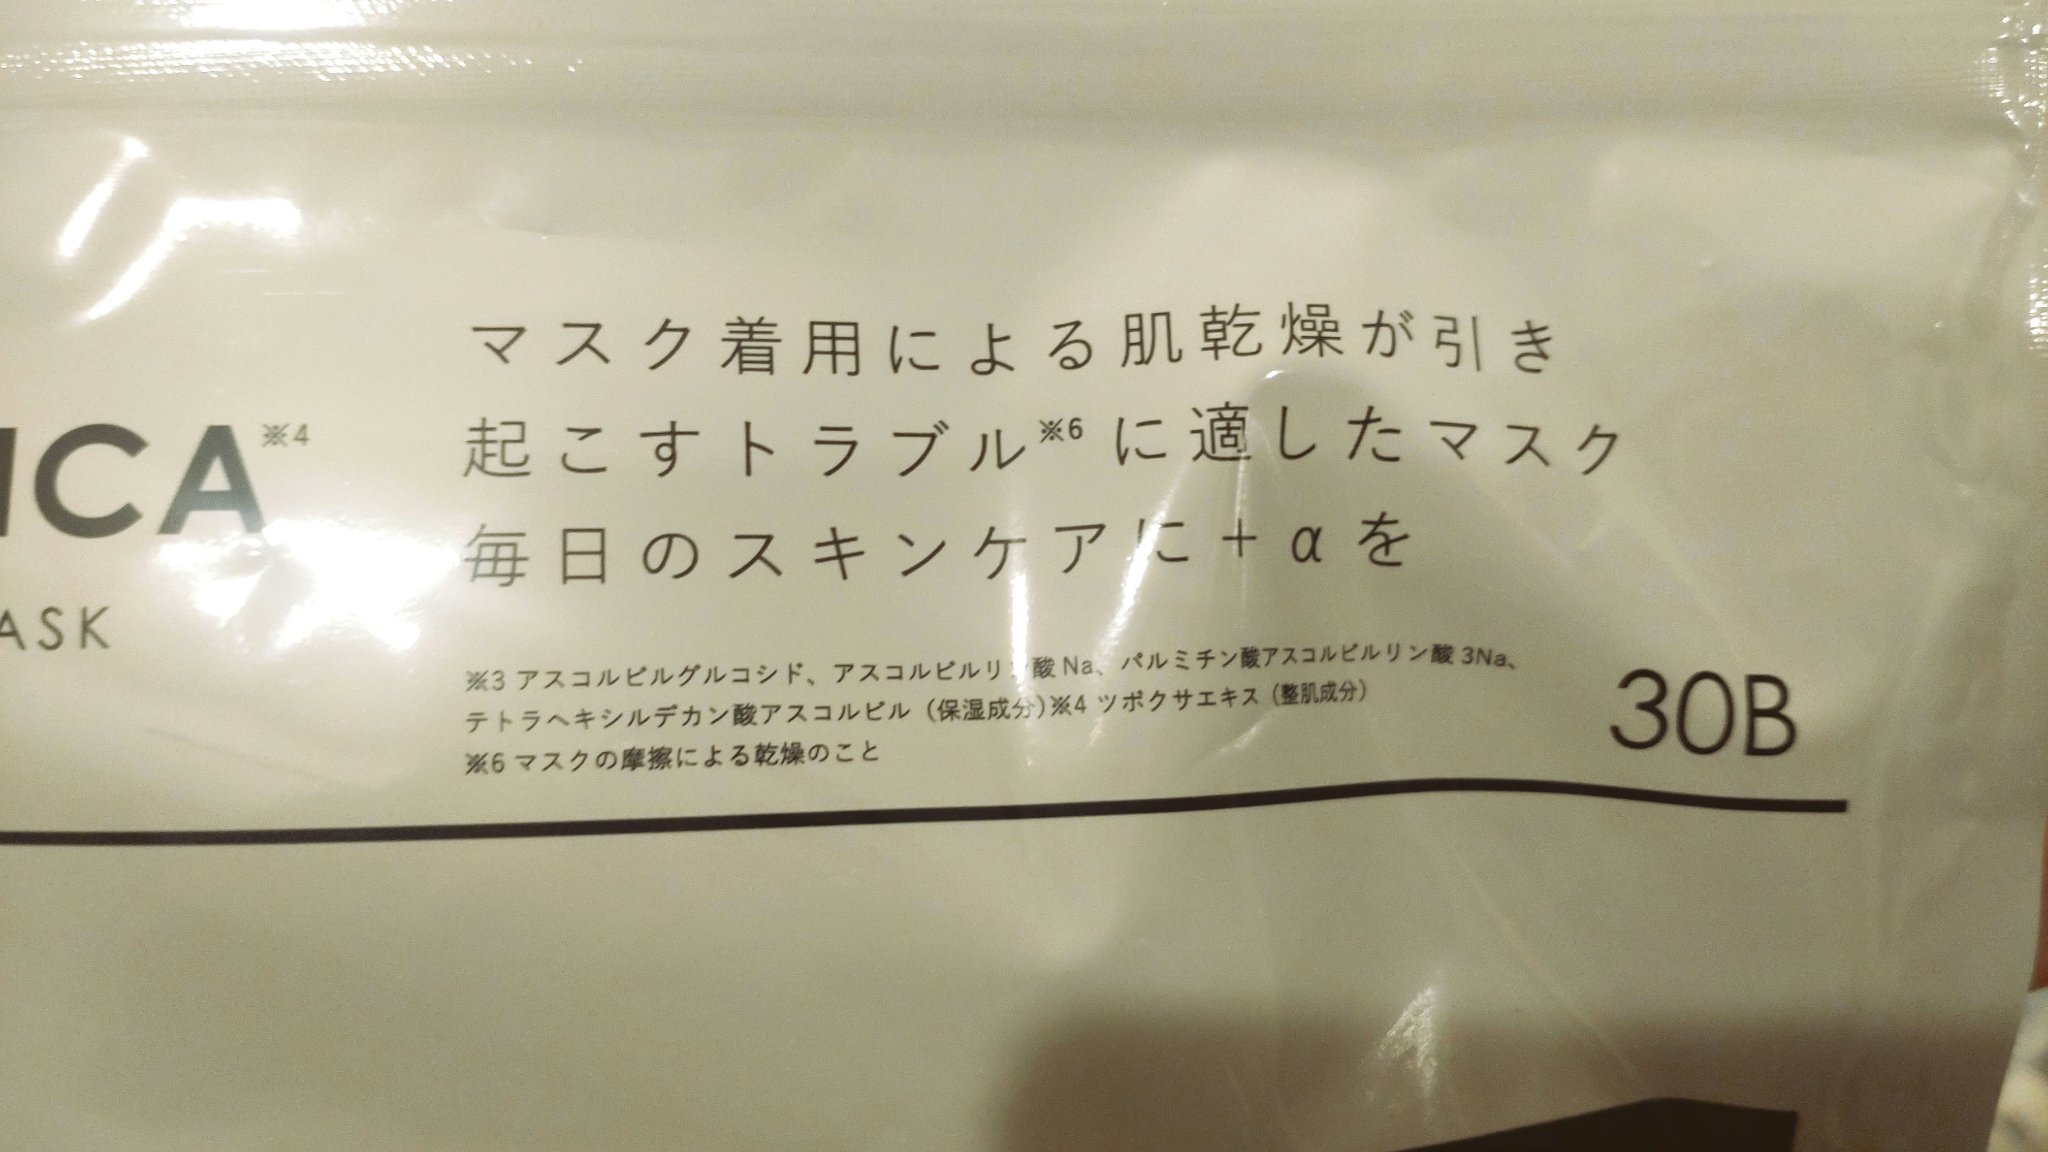 CA※4
ASK
マスク着用による肌乾燥が引き
起こすトラブル※6 に適したマスク
毎日のスキンケアに+αを
※3 アスコルビルグルコシド、アスコルビルリン酸 Na、パルミチン酸アスコルビルリン酸 3Na、
テトラヘキシルデカン酸アスコルビル(保湿成分)※4 ツボクサエキス(整肌成分)
※6 マスクの摩擦による乾燥のこと
30B